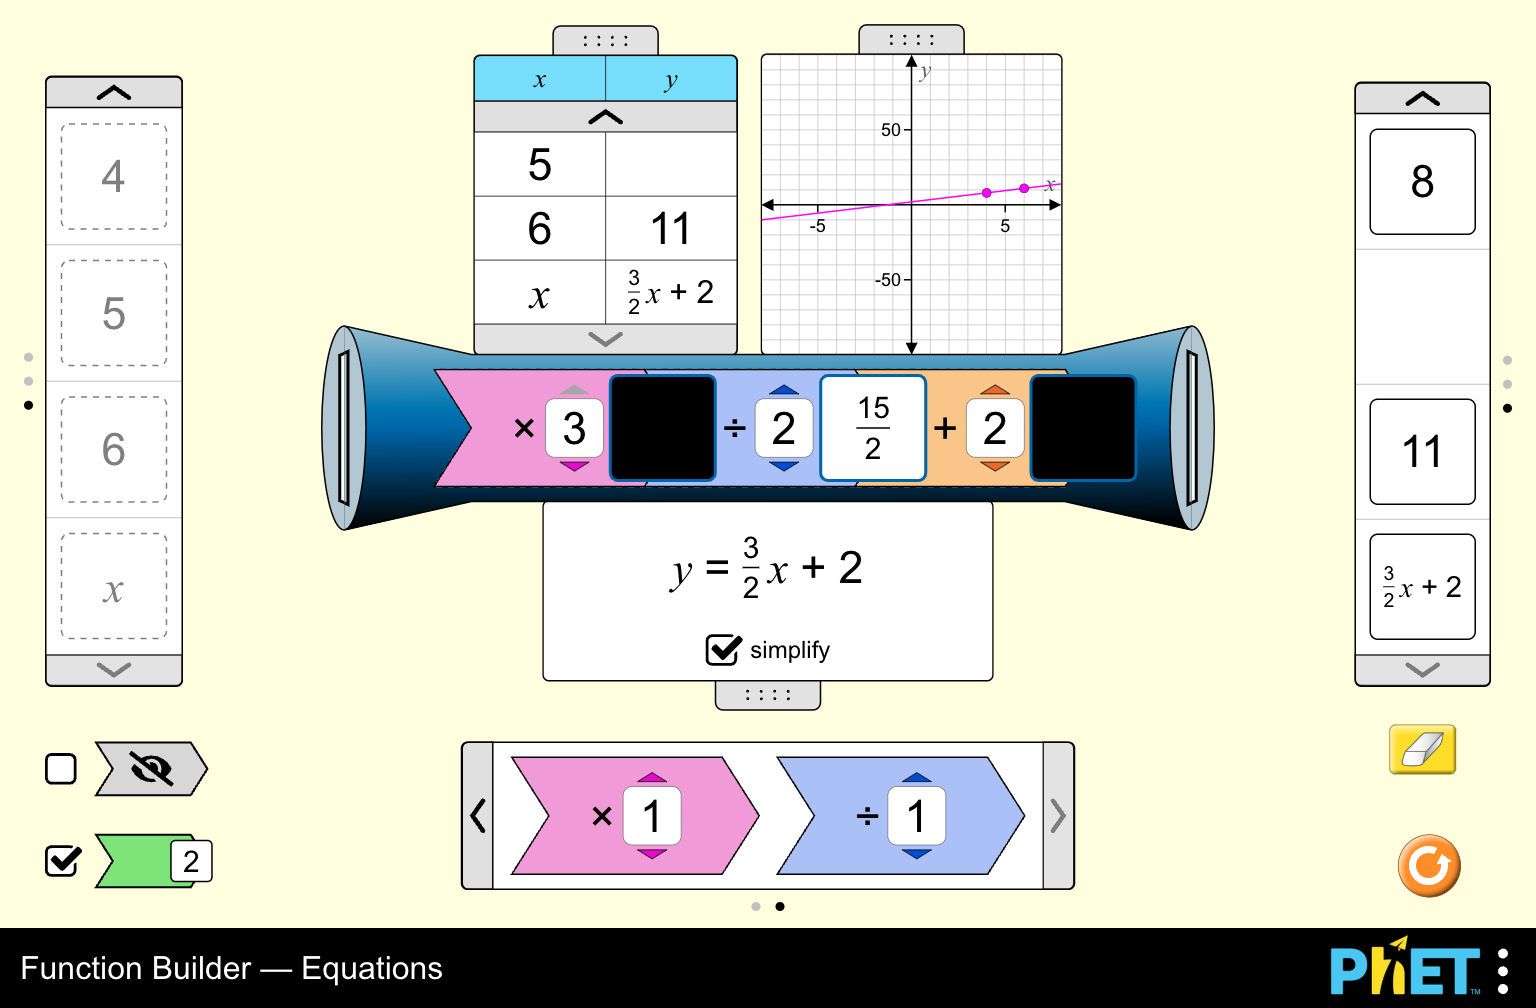 x y
5
6 11
x 3/2 x + 2
y
50
x
-5 5
-50
4
5
6
x
8
11
3/2 x + 2
× 3 ÷ 2 15/2 + 2
y = 3/2 x + 2
simplify
2
× 1 ÷ 1
Function Builder — Equations
PhET™